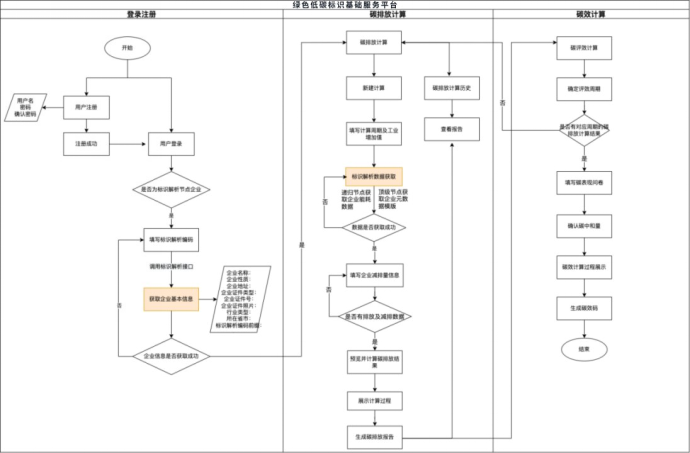 绿色低碳标识基础服务平台
登录注册
开始
用户名
密码
确认密码
用户注册
注册成功
用户登录
是否为标识解析节点企业
是
填写标识解析编码
调用标识解析接口
获取企业基本信息
企业名称：
企业性质：
企业地址：
企业证件类型：
企业证件号：
企业证件照片：
行业类型：
所在省市：
标识解析编码前缀：
否
企业信息是否获取成功
是
碳排放计算
碳排放计算
新建计算
碳排放计算历史
填写计算周期及工业
增加值
查看报告
标识解析数据获取
递归节点获
取企业能耗
数据
顶级节点获
取企业元数
据模版
否
数据是否获取成功
是
填写企业减排量信息
否
是否有排放及减排数据
是
预览并计算碳排放结
果
展示计算过程
生成碳排放报告
碳效计算
碳评效计算
确定评效周期
否
是否有对应周期的碳
排放计算结果
是
填写碳表现问卷
确认碳中和量
碳效计算过程展示
生成碳效码
结束